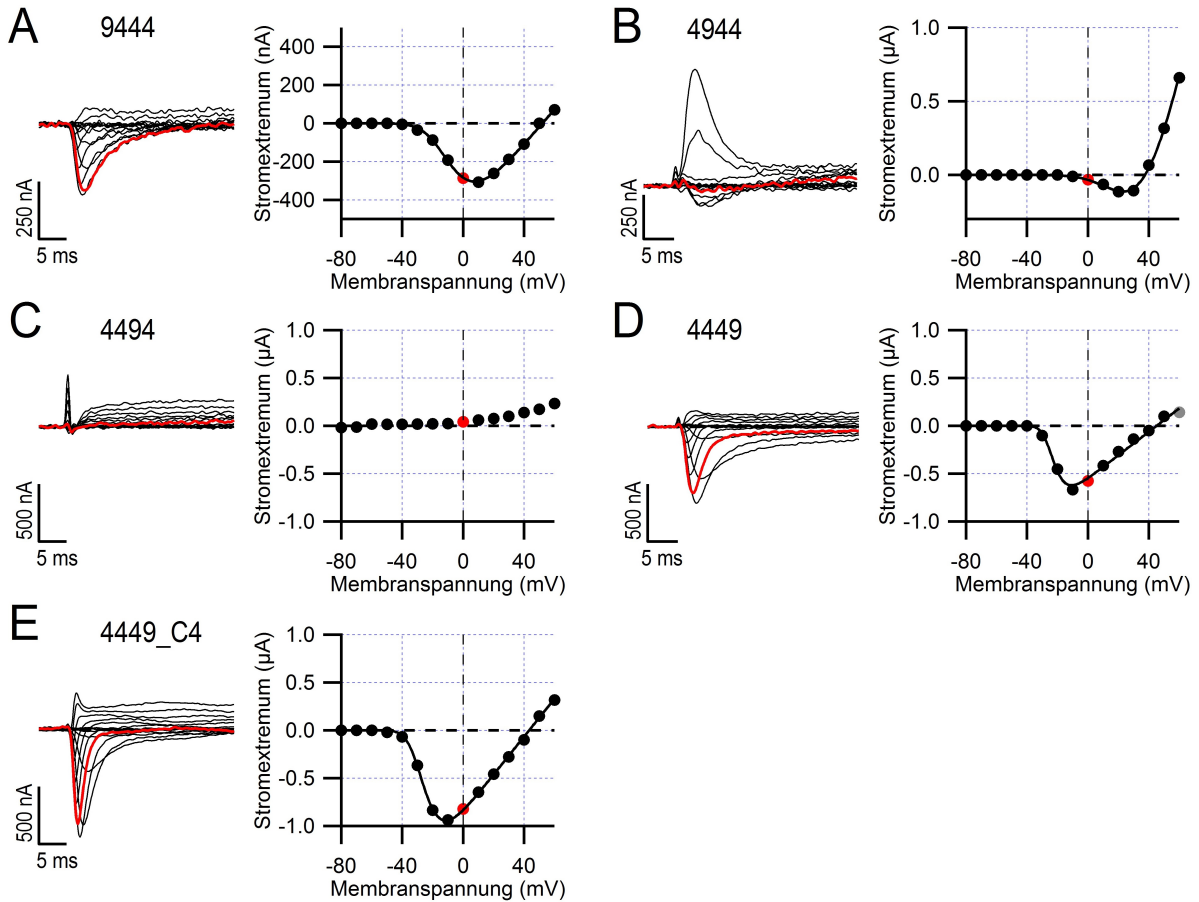 A
9444
250 nA
5 ms
Stromextremum (nA)
400
200
0
-200
-400
-80
-40
0
40
Membranspannung (mV)
B
4944
250 nA
5 ms
Stromextremum (µA)
1.0
0.5
0.0
-80
-40
0
40
Membranspannung (mV)
C
4494
500 nA
5 ms
Stromextremum (µA)
1.0
0.5
0.0
-0.5
-1.0
-80
-40
0
40
Membranspannung (mV)
D
4449
500 nA
5 ms
Stromextremum (µA)
1.0
0.5
0.0
-0.5
-1.0
-80
-40
0
40
Membranspannung (mV)
E
4449_C4
500 nA
5 ms
Stromextremum (µA)
1.0
0.5
0.0
-0.5
-1.0
-80
-40
0
40
Membranspannung (mV)